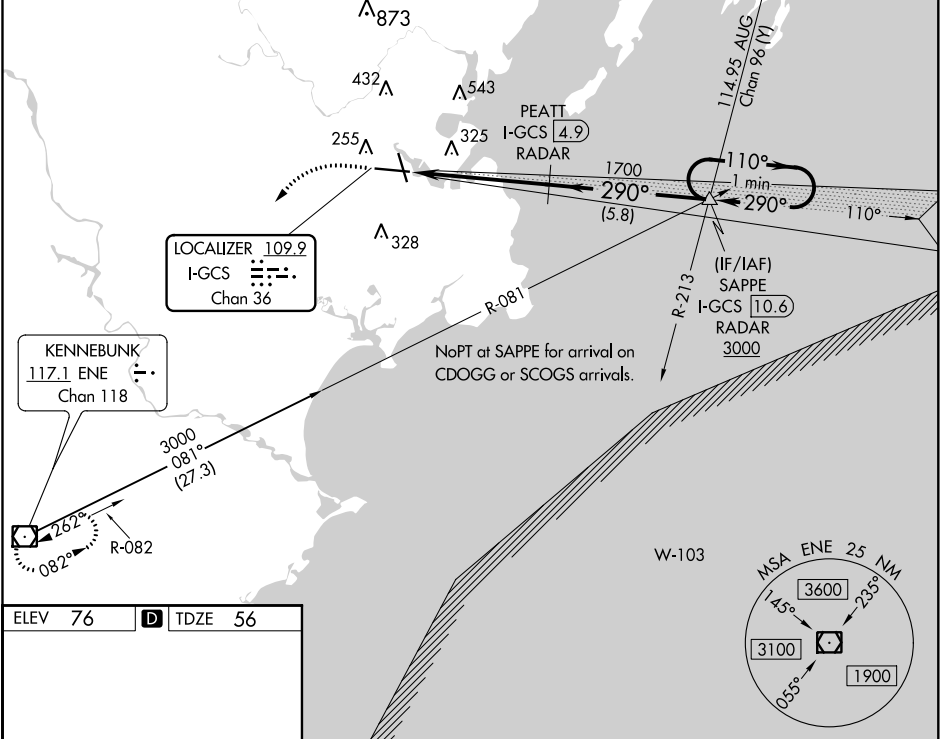 873
432
543
255
325
328
PEATT
I-GCS 4.9
RADAR
114.95 AUG
Chan 96 (Y)
1700
290°
(5.8)
110°
1 min
290°
110°
LOCALIZER 109.9
I-GCS
Chan 36
(IF/IAF)
SAPPE
I-GCS 10.6
RADAR
3000
R-213
R-081
NoPT at SAPPE for arrival on
CDOGG or SCOGS arrivals.
KENNEBUNK
117.1 ENE
Chan 118
3000
081°
(27.3)
262°
082°
R-082
W-103
MSA ENE 25 NM
3600
145°
235°
3100
055°
1900
ELEV 76 D TDZE 56